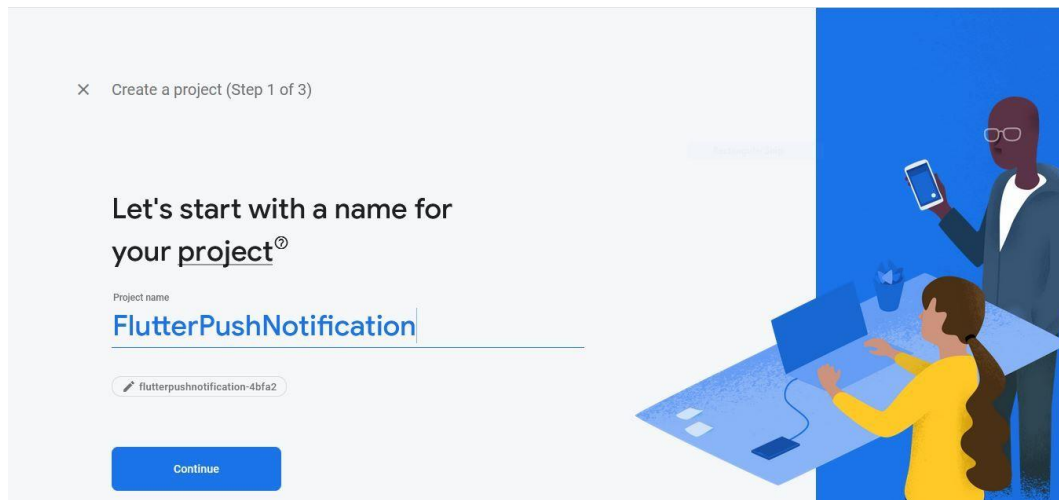 Create a project (Step 1 of 3)
Let's start with a name for
your project
Project name
FlutterPushNotification
flutterpushnotification-4bfa2
Continue